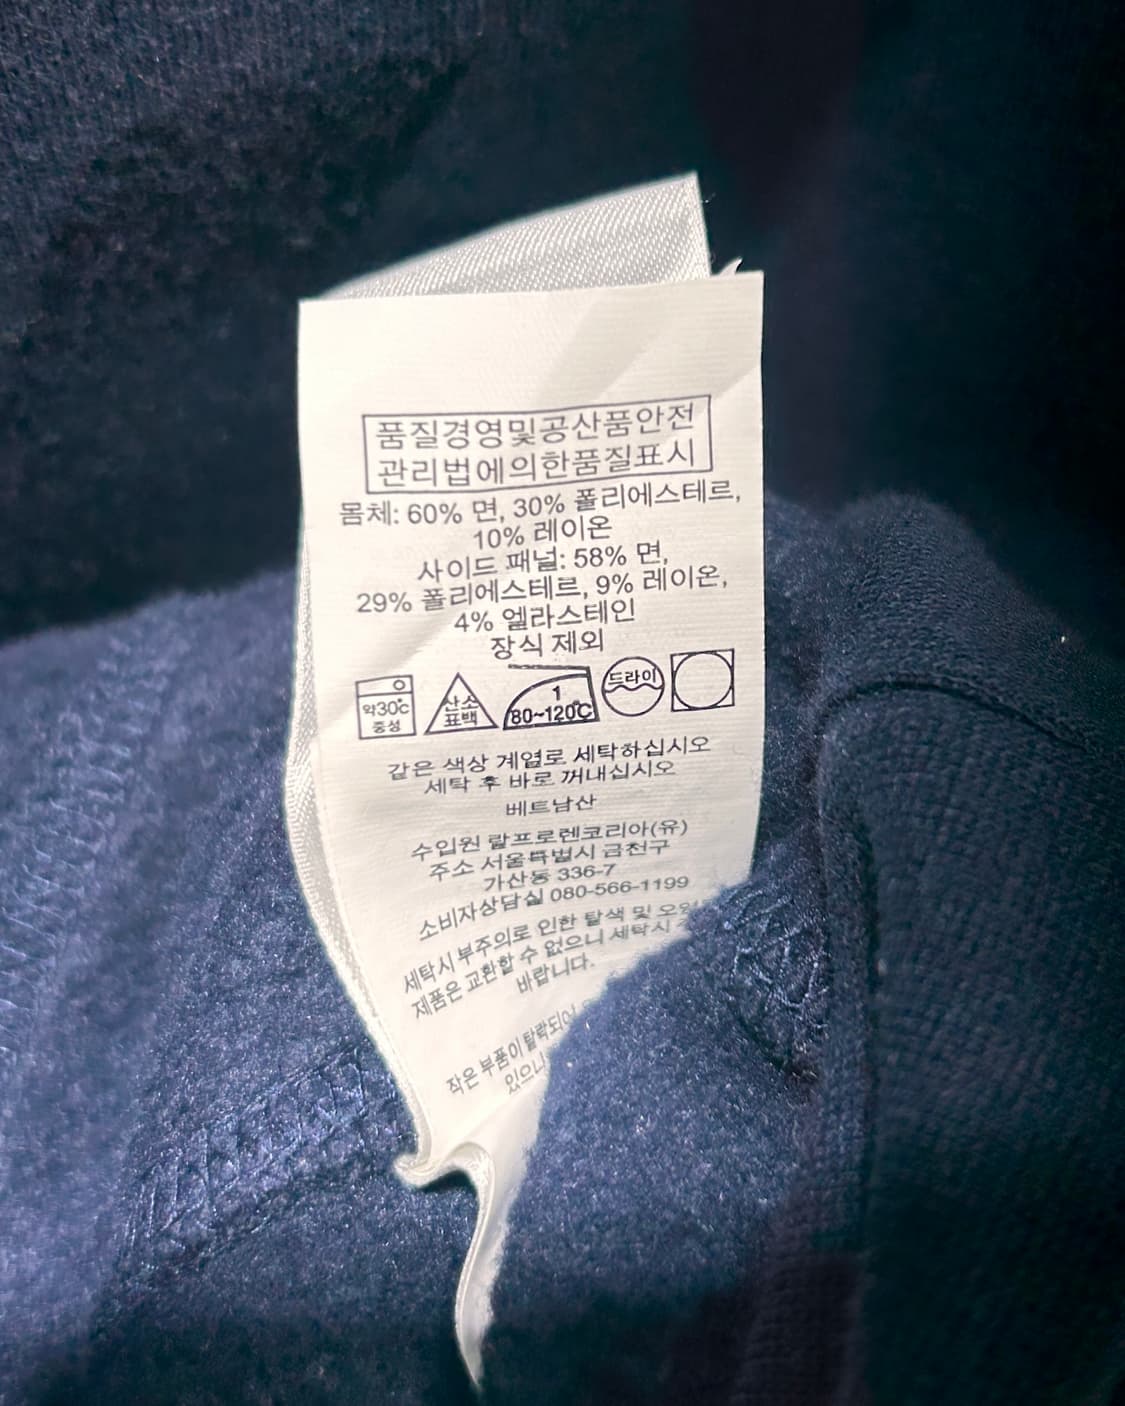 품질경영및공산품안전
관리법에의한품질표시
몸체: 60% 면, 30% 폴리에스테르,
10% 레이온
사이드 패널: 58% 면,
29% 폴리에스테르, 9% 레이온,
4% 엘라스테인
장식 제외
약30℃
중성
산소
표백
1
80~120℃
드라이
같은 색상 계열로 세탁하십시오
세탁 후 바로 꺼내십시오
베트남산
수입원 랄프로렌코리아(유)
주소 서울특별시 금천구
가산동 336-7
소비자상담실 080-566-1199
세탁시 부주의로 인한 탈색 및
제품은 교환할 수 없으니 세탁시
바랍니다.
작은 부품이 탈락되어
있으니